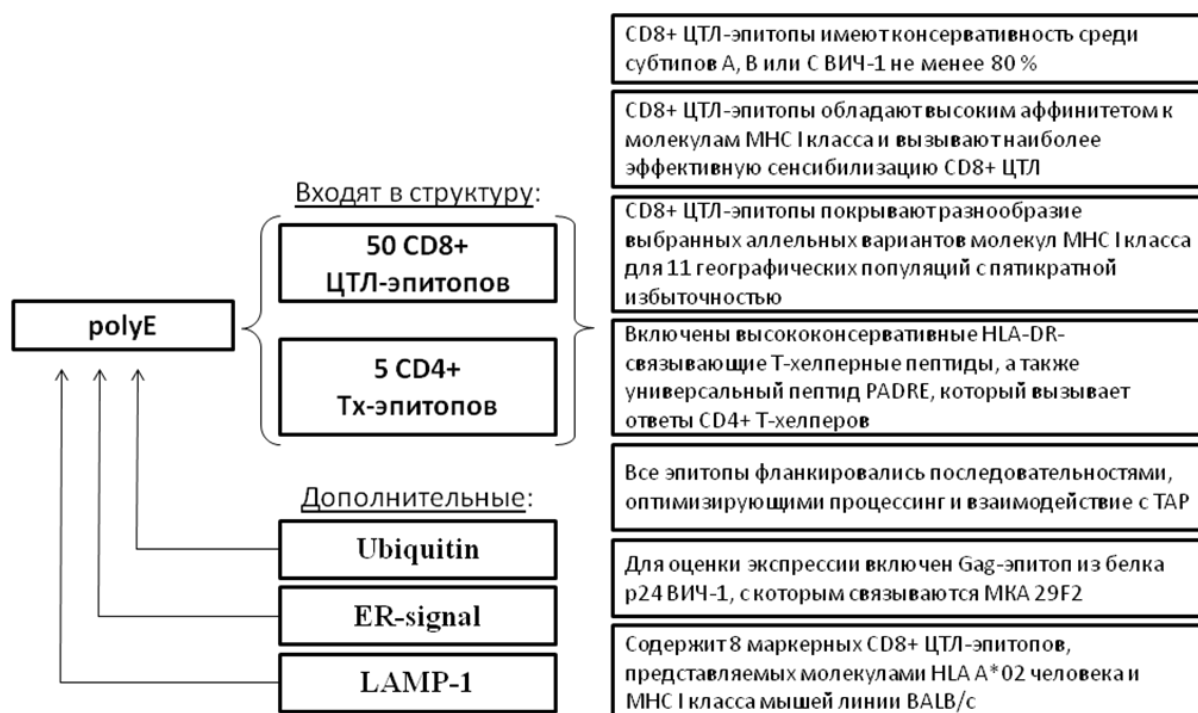 polyE
Входят в структуру:
50 CD8+
ЦТЛ-эпитопов
5 CD4+
Тх-эпитопов
Дополнительные:
Ubiquitin
ER-signal
LAMP-1
CD8+ ЦТЛ-эпитопы имеют консервативность среди
субтипов А, В или С ВИЧ-1 не менее 80 %
CD8+ ЦТЛ-эпитопы обладают высоким аффинитетом к
молекулам МНС I класса и вызывают наиболее
эффективную сенсибилизацию CD8+ ЦТЛ
CD8+ ЦТЛ-эпитопы покрывают разнообразие
выбранных аллельных вариантов молекул МНС I класса
для 11 географических популяций с пятикратной
избыточностью
Включены высококонсервативные HLA-DR-
связывающие Т-хелперные пептиды, а также
универсальный пептид PADRE, который вызывает
ответы CD4+ Т-хелперов
Все эпитопы фланкировались последовательностями,
оптимизирующими процессинг и взаимодействие с ТАР
Для оценки экспрессии включен Gag-эпитоп из белка
р24 ВИЧ-1, с которым связываются МКА 29F2
Содержит 8 маркерных CD8+ ЦТЛ-эпитопов,
представляемых молекулами HLA A*02 человека и
МНС I класса мышей линии BALB/c